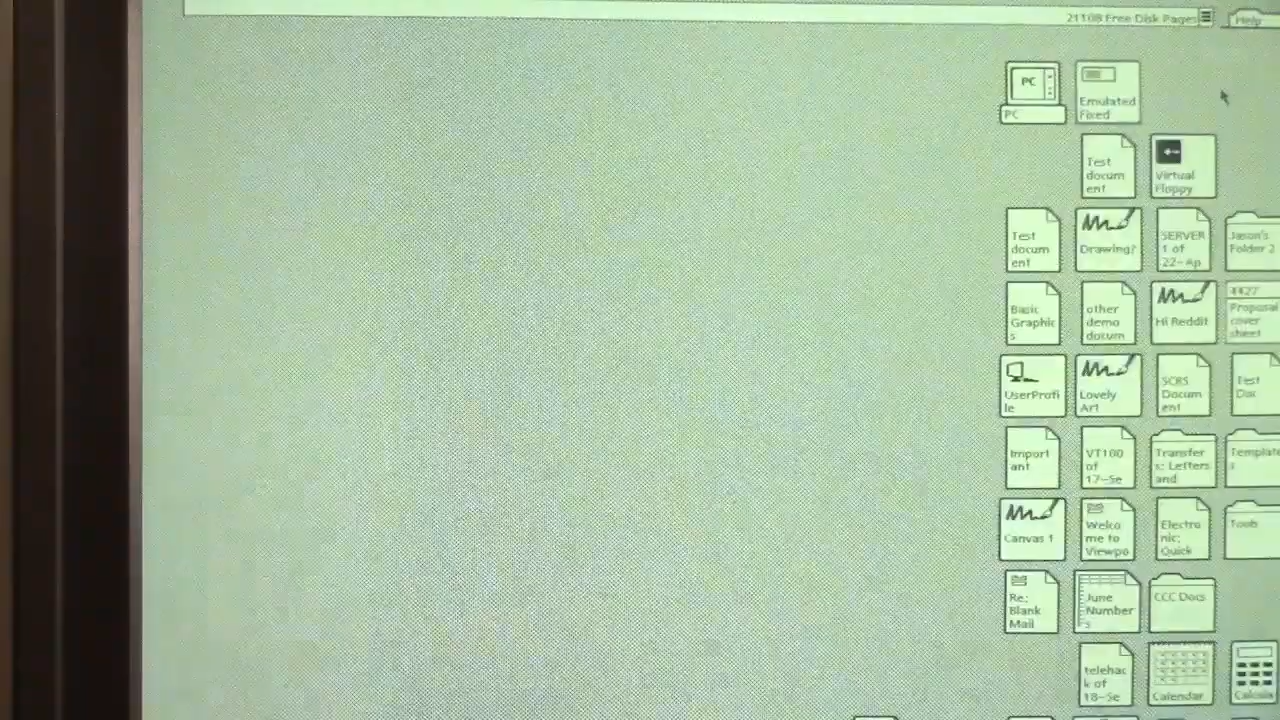 21108 Free Disk Pages
Help
PC
PC
Emulated
Fixed
Test
docum
ent
Virtual
Floppy
Test
docum
ent
Drawing?
SERVER
1 of
22-Ap
Jason's
Folder 2
Basic
Graphic
s
other
demo
docum
Hi Reddit
4427
Proposal
cover
sheet
UserProfi
le
Lovely
Art
SCRS
Docum
ent
Test
Doc
Import
ant
VT100
of
17-Se
Transfer
s: Letters
and
Template
s
Canvas 1
Welco
me to
Viewpo
Electro
nic;
Quick
Tools
Re:
Blank
Mail
June
Number
s
CCC Docs
telehac
k of
18-Se
Calendar